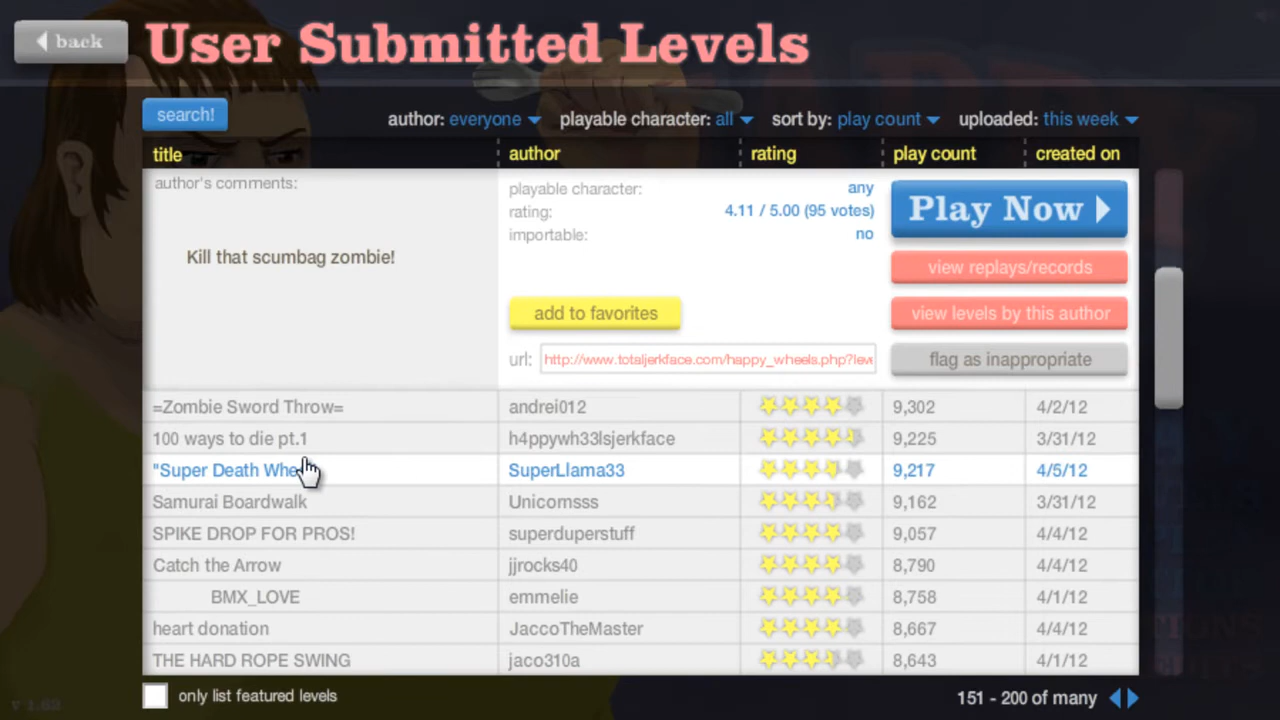 back
User Submitted Levels
search!
author: everyone playable character: all sort by: play count uploaded: this week
title author rating play count created on
author's comments:
Kill that scumbag zombie!
playable character: any
rating: 4.11 / 5.00 (95 votes)
importable: no
add to favorites
url: http://www.totaljerkface.com/happy_wheels.php?lev
Play Now
view replays/records
view levels by this author
flag as inappropriate
=Zombie Sword Throw= andrei012 9,302 4/2/12
100 ways to die pt.1 h4ppywh33lsjerkface 9,225 3/31/12
"Super Death Whe SuperLlama33 9,217 4/5/12
Samurai Boardwalk Unicornsss 9,162 3/31/12
SPIKE DROP FOR PROS! superduperstuff 9,057 4/4/12
Catch the Arrow jjrocks40 8,790 4/4/12
BMX_LOVE emmelie 8,758 4/1/12
heart donation JaccoTheMaster 8,667 4/4/12
THE HARD ROPE SWING jaco310a 8,643 4/1/12
only list featured levels
151 - 200 of many
v 1.62